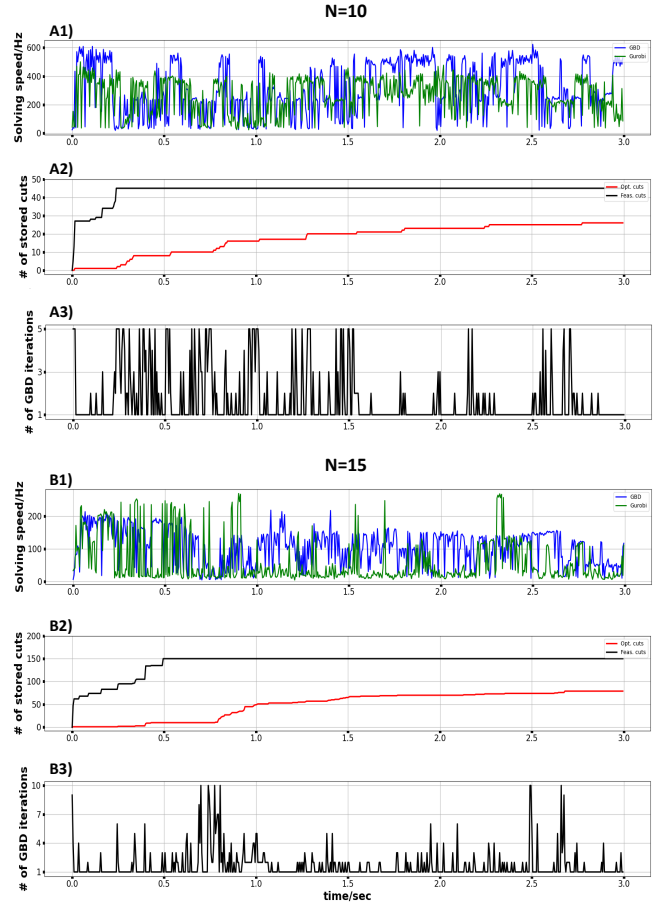 N=10
A1)
Solving speed/Hz
600
400
200
0
GBD
Gurobi
0.0 0.5 1.0 1.5 2.0 2.5 3.0
A2)
# of stored cuts
50
40
30
20
10
0
Opt. cuts
Feas. cuts
0.0 0.5 1.0 1.5 2.0 2.5 3.0
A3)
# of GBD iterations
5
3
1
0.0 0.5 1.0 1.5 2.0 2.5 3.0
N=15
B1)
Solving speed/Hz
200
100
0
GBD
Gurobi
0.0 0.5 1.0 1.5 2.0 2.5 3.0
B2)
# of stored cuts
200
150
100
50
0
Opt. cuts
Feas. cuts
0.0 0.5 1.0 1.5 2.0 2.5 3.0
B3)
# of GBD iterations
10
7
4
1
0.0 0.5 1.0 1.5 2.0 2.5 3.0
time/sec